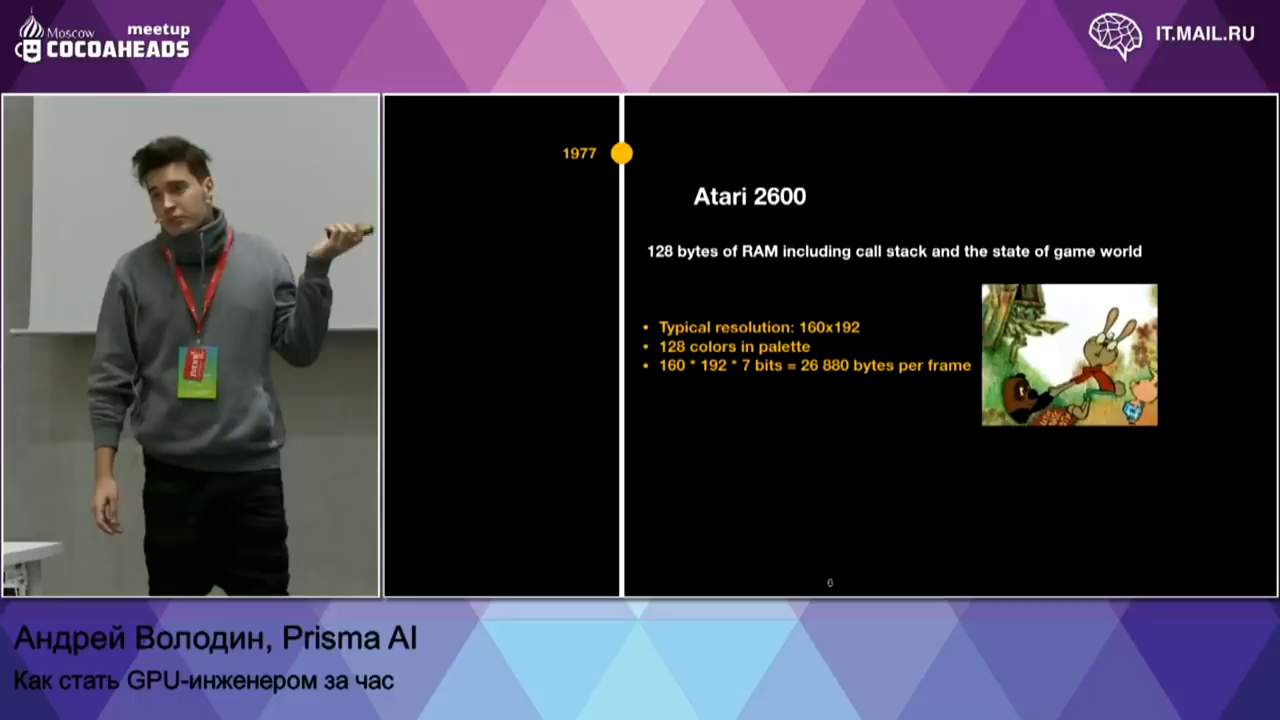 Moscow meetup
COCOAHEADS
IT.MAIL.RU
1977
Atari 2600
128 bytes of RAM including call stack and the state of game world
• Typical resolution: 160x192
• 128 colors in palette
• 160 * 192 * 7 bits = 26 880 bytes per frame
6
Андрей Володин, Prisma AI
Как стать GPU-инженером за час